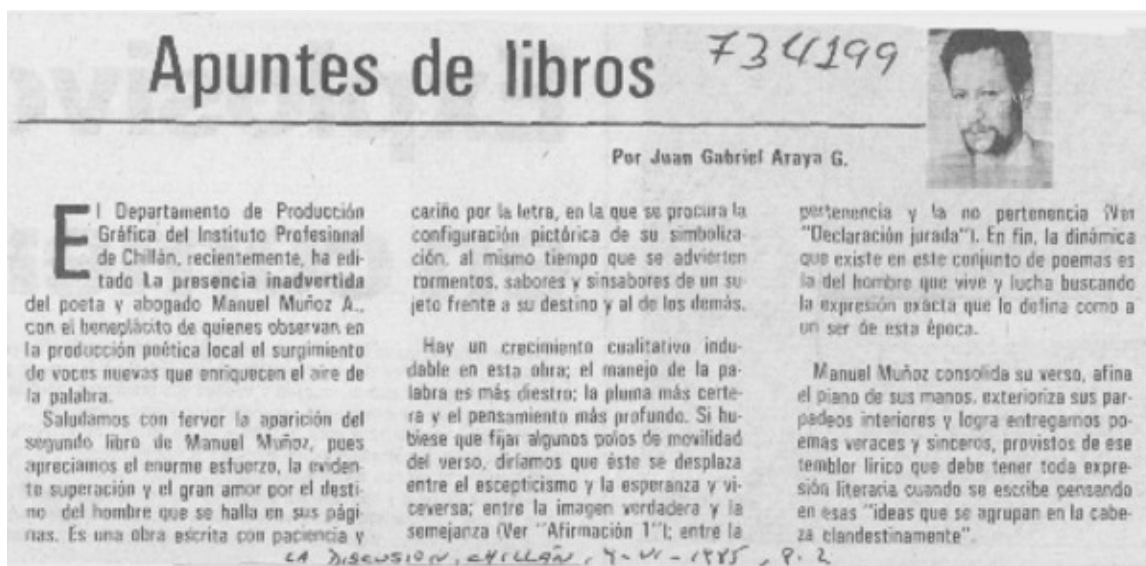 Apuntes de libros
734199
Por Juan Gabriel Araya G.
El Departamento de Producción
Gráfica del Instituto Profesional
de Chillán, recientemente, ha edi-
tado La presencia inadvertida
del poeta y abogado Manuel Muñoz A.,
con el beneplácito de quienes observan en
la producción poética local el surgimiento
de voces nuevas que enriquecen el aire de
la palabra.
Saludamos con fervor la aparición del
segundo libro de Manuel Muñoz, pues
apreciamos el enorme esfuerzo, la eviden-
te superación y el gran amor por el desti-
no del hombre que se halla en sus pági-
nas. Es una obra escrita con paciencia y
cariño por la letra, en la que se procura la
configuración pictórica de su simboliza-
ción, al mismo tiempo que se advierten
tormentos, sabores y sinsabores de un su-
jeto frente a su destino y al de los demás.
Hay un crecimiento cualitativo indu-
dable en esta obra; el manejo de la pa-
labra es más diestro; la pluma más certe-
ra y el pensamiento más profundo. Si hu-
biese que fijar algunos polos de movilidad
del verso, diríamos que éste se desplaza
entre el escepticismo y la esperanza y vi-
ceversa; entre la imagen verdadera y la
semejanza (Ver "Afirmación 1"); entre la
pertenencia y la no pertenencia (Ver
"Declaración jurada"). En fin, la dinámica
que existe en este conjunto de poemas es
la del hombre que vive y lucha buscando
la expresión exacta que lo defina como a
un ser de esta época.
Manuel Muñoz consolida su verso, afina
el piano de sus manos, exterioriza sus par-
padeos interiores y logra entregarnos po-
emas veraces y sinceros, provistos de ese
temblor lírico que debe tener toda expre-
sión literaria cuando se escribe pensando
en esas "ideas que se agrupan en la cabe-
za clandestinamente".
LA DISCUSION, CHILLÁN, 4-VI-1985, P. 2